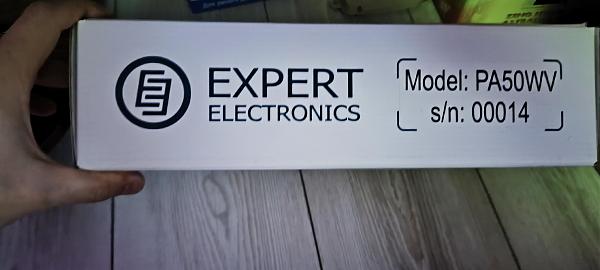 EXPERT
ELECTRONICS
Model: PA50WV
s/n: 00014